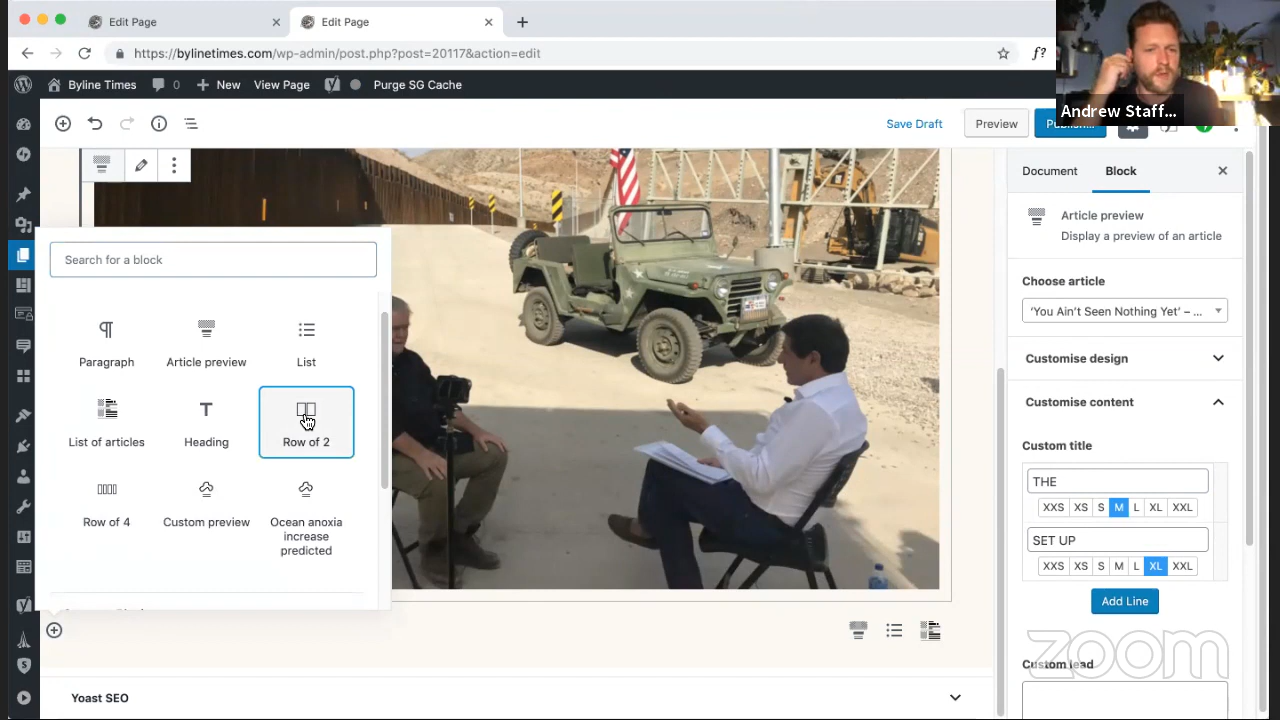 Edit Page
Edit Page
https://bylinetimes.com/wp-admin/post.php?post=20117&action=edit
f?
Byline Times
0
New
View Page
Purge SG Cache
Andrew Staff...
Save Draft
Preview
Publish...
Document
Block
Article preview
Display a preview of an article
Choose article
‘You Ain’t Seen Nothing Yet’ – ...
Customise design
Customise content
Custom title
THE
XXS XS S M L XL XXL
SET UP
XXS XS S M L XL XXL
Add Line
Custom lead
Search for a block
Paragraph
Article preview
List
List of articles
Heading
Row of 2
Row of 4
Custom preview
Ocean anoxia
increase
predicted
Yoast SEO
zoom